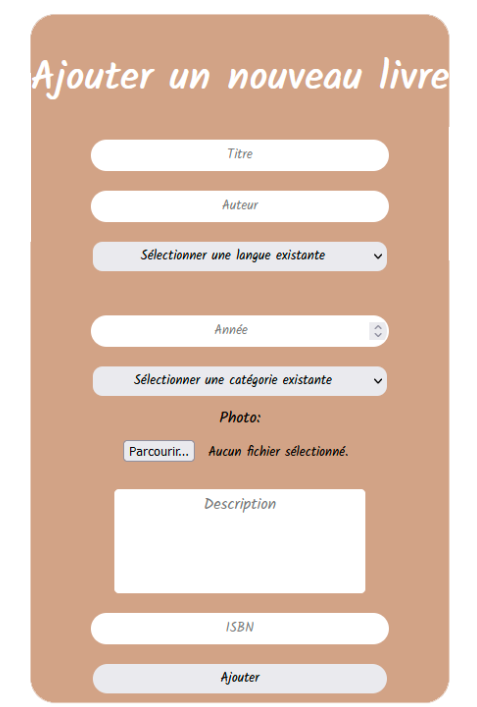 Ajouter un nouveau livre
Titre
Auteur
Sélectionner une langue existante
Année
Sélectionner une catégorie existante
Photo:
Parcourir... Aucun fichier sélectionné.
Description
ISBN
Ajouter